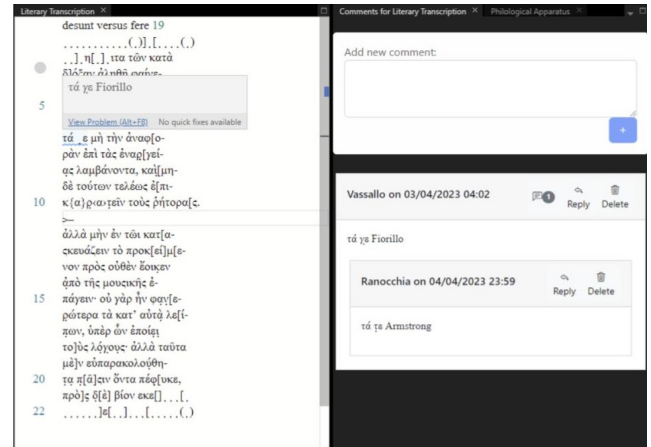 Literary Transcription ×
desunt versus fere 19
. . . . . . . . . . .(.)]. [. . . .(.)
. .]. η[. ]. ιτα τῶν κατὰ
τά γε Fiorillo
5
View Problem (Alt+F8) No quick fixes available
τά ̣ ε μὴ τὴν ἀναφ[ο-
ρὰν ἐπὶ τὰς ἐναρ[γεί-
ας λαμβάνοντα, καὶ[μη-
δὲ τούτων τελέως ἐ[πι-
10 κ{α}ρ‹α›τεῖν τοὺς ῥήτορα[ς.
>—
ἀλλὰ μὴν ἐν τῶι κατ[α-
σκευάζειν τὸ προκ[εί]μ[ε-
νον πρὸς οὐθὲν ἔοικεν
ἀπὸ τῆς μουσικῆς ἐ-
15 πάγειν· οὐ γὰρ ἦν φαν[ε-
ρώτερα τὰ κατ’ αὐτὰ λε[ί-
πων, ὑπὲρ ὧν ἐποίει
το]ὺς λόγους· ἀλλὰ ταῦτα
μὲ]ν εὐπαρακολούθη-
20 τα π[ᾶ]σιν ὄντα πέφ[υκε,
πρὸ]ς δ[ὲ] βίον εκε[]. . .[.
22 . . . . . .]ε[. .]. . .[. . . . .(.)
Comments for Literary Transcription ×
Philological Apparatus ×
Add new comment:
+
Vassallo on 03/04/2023 04:02
1
Reply Delete
τά γε Fiorillo
Ranocchia on 04/04/2023 23:59
Reply Delete
τά τε Armstrong